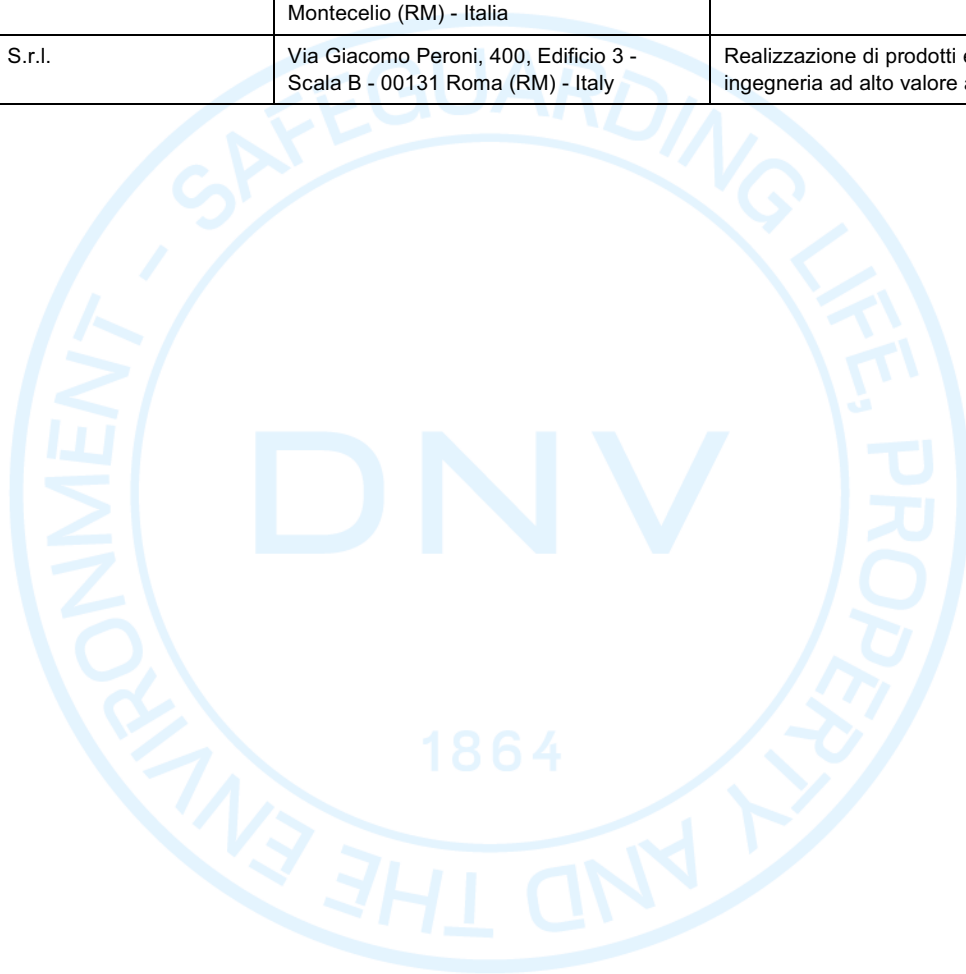 Montecelio (RM) - Italia
S.r.l.
Via Giacomo Peroni, 400, Edificio 3 -
Scala B - 00131 Roma (RM) - Italy
Realizzazione di prodotti
ingegneria ad alto valore
SAFEGUARDING LIFE, PROPERTY AND THE ENVIRONMENT -
DNV
1864